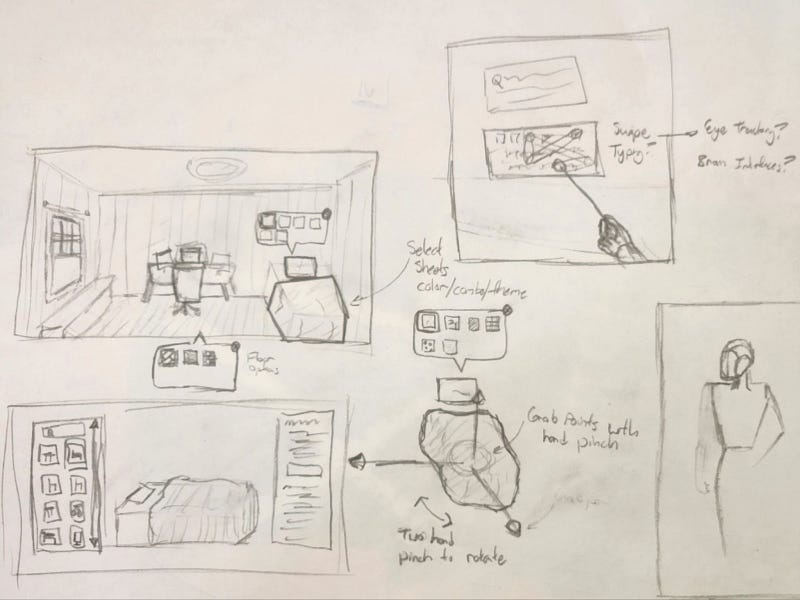 Swipe
Typing?
Eye Tracking?
Brain Interfaces?
Select
Sheets
color/combo/theme
Floor
options
Grab Points with
hand pinch
Two hand
pinch to rotate